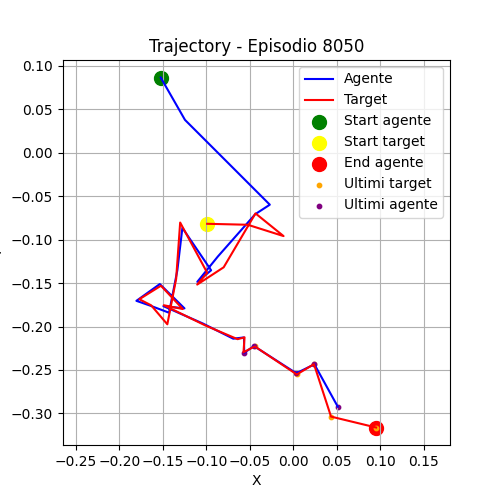 Trajectory - Episodio 8050
Agente
Target
Start agente
Start target
End agente
Ultimi target
Ultimi agente
0.10
0.05
0.00
−0.05
−0.10
−0.15
−0.20
−0.25
−0.30
−0.25 −0.20 −0.15 −0.10 −0.05 0.00 0.05 0.10 0.15
X